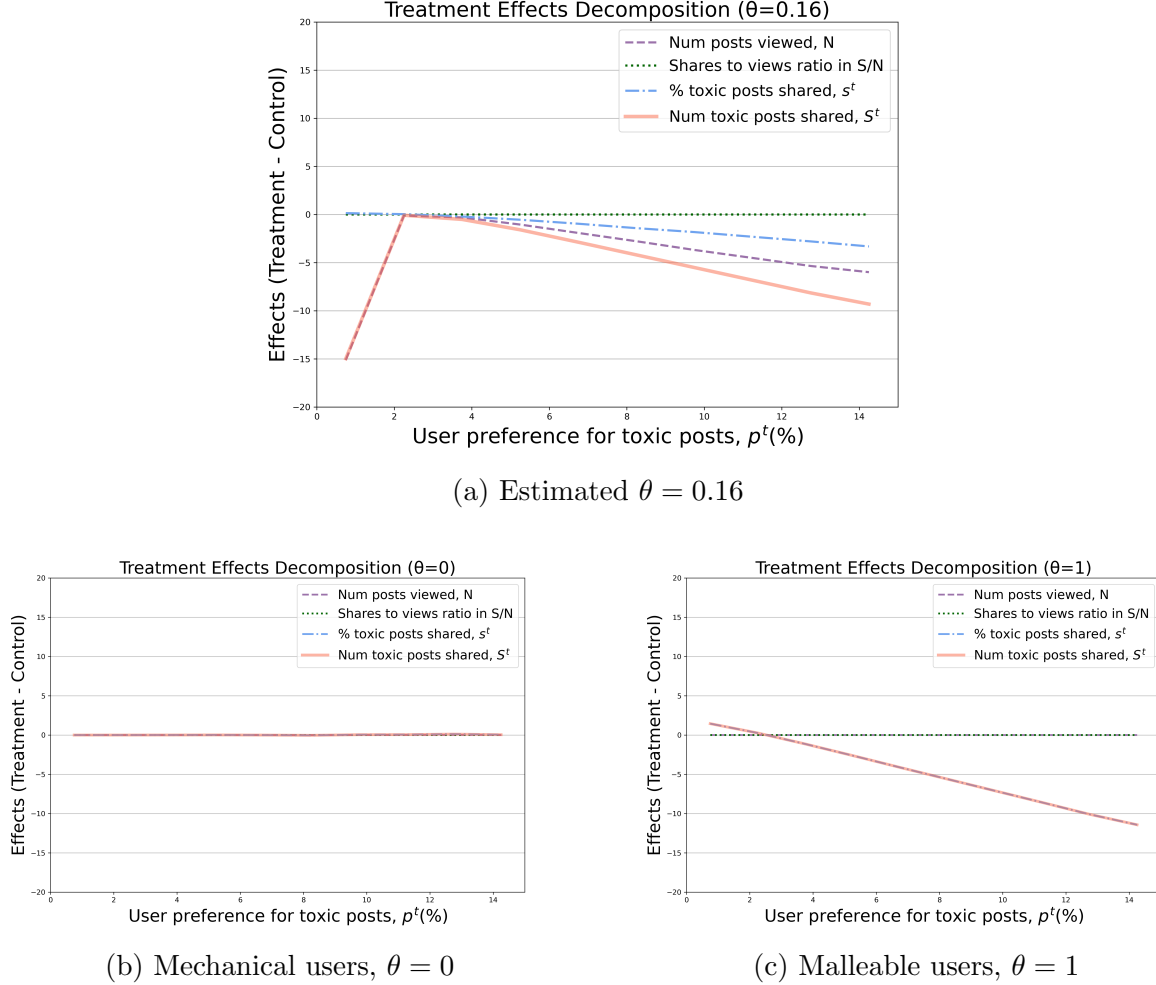 Treatment Effects Decomposition (θ=0.16)
Effects (Treatment - Control)
20
15
10
5
0
−5
−10
−15
−20
Num posts viewed, N
Shares to views ratio in S/N
% toxic posts shared, s^t
Num toxic posts shared, S^t
0 2 4 6 8 10 12 14
User preference for toxic posts, p^t(%)
(a) Estimated θ = 0.16
Treatment Effects Decomposition (θ=0)
Effects (Treatment - Control)
20
15
10
5
0
−5
−10
−15
−20
Num posts viewed, N
Shares to views ratio in S/N
% toxic posts shared, s^t
Num toxic posts shared, S^t
0 2 4 6 8 10 12 14
User preference for toxic posts, p^t(%)
(b) Mechanical users, θ = 0
Treatment Effects Decomposition (θ=1)
Effects (Treatment - Control)
20
15
10
5
0
−5
−10
−15
−20
Num posts viewed, N
Shares to views ratio in S/N
% toxic posts shared, s^t
Num toxic posts shared, S^t
0 2 4 6 8 10 12 14
User preference for toxic posts, p^t(%)
(c) Malleable users, θ = 1